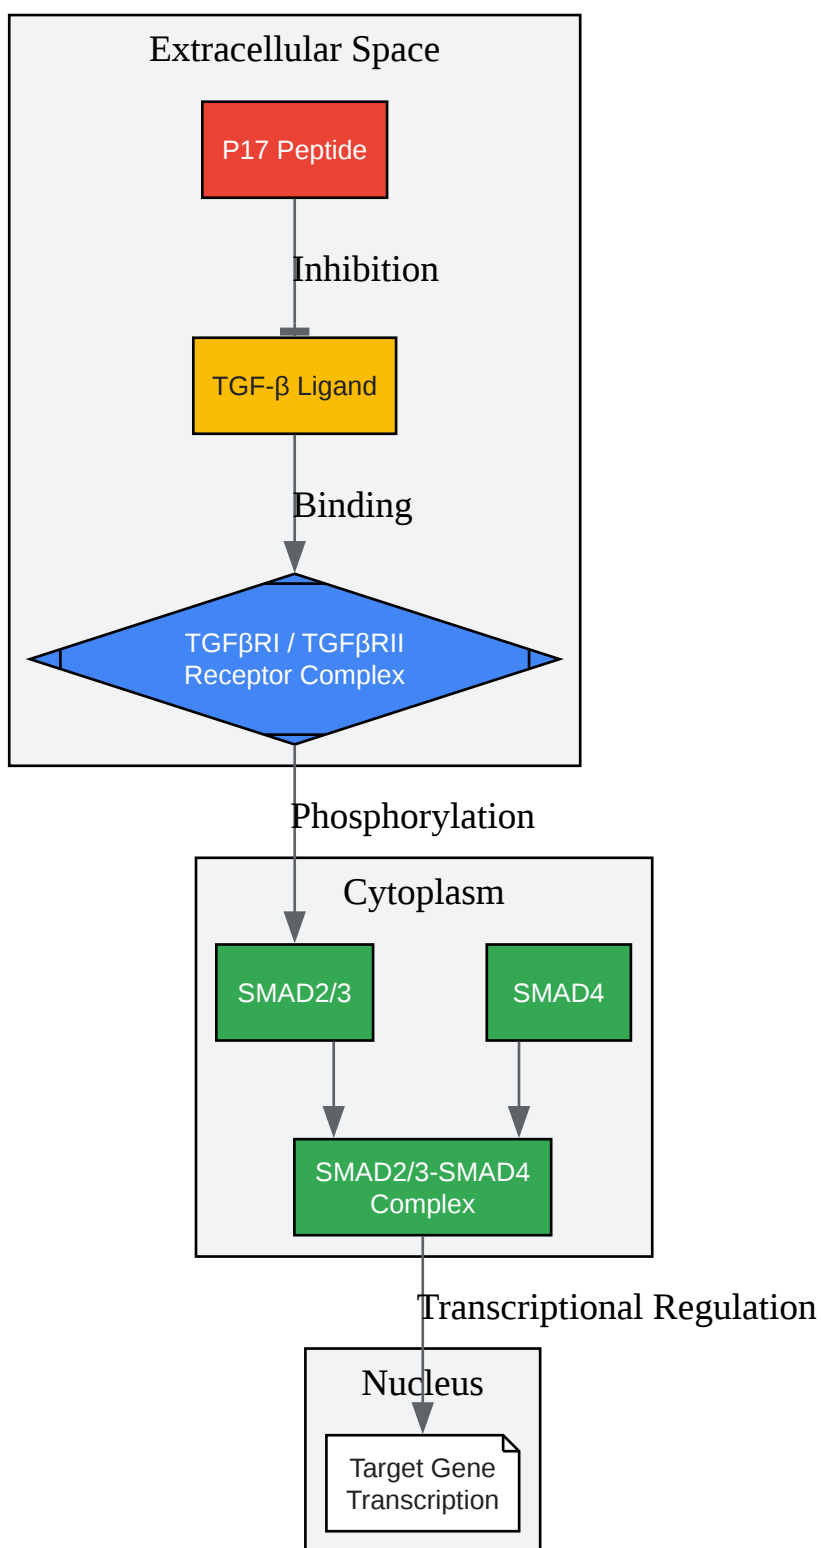 Extracellular Space
P17 Peptide
Inhibition
TGF-β Ligand
Binding
TGFβRI / TGFβRII
Receptor Complex
Phosphorylation
Cytoplasm
SMAD2/3
SMAD4
SMAD2/3-SMAD4
Complex
Transcriptional Regulation
Nucleus
Target Gene
Transcription